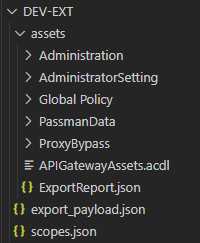 DEV-EXT
assets
Administration
AdministratorSetting
Global Policy
PassmanData
ProxyBypass
APIGatewayAssets.acdl
{} ExportReport.json
{} export_payload.json
{} scopes.json